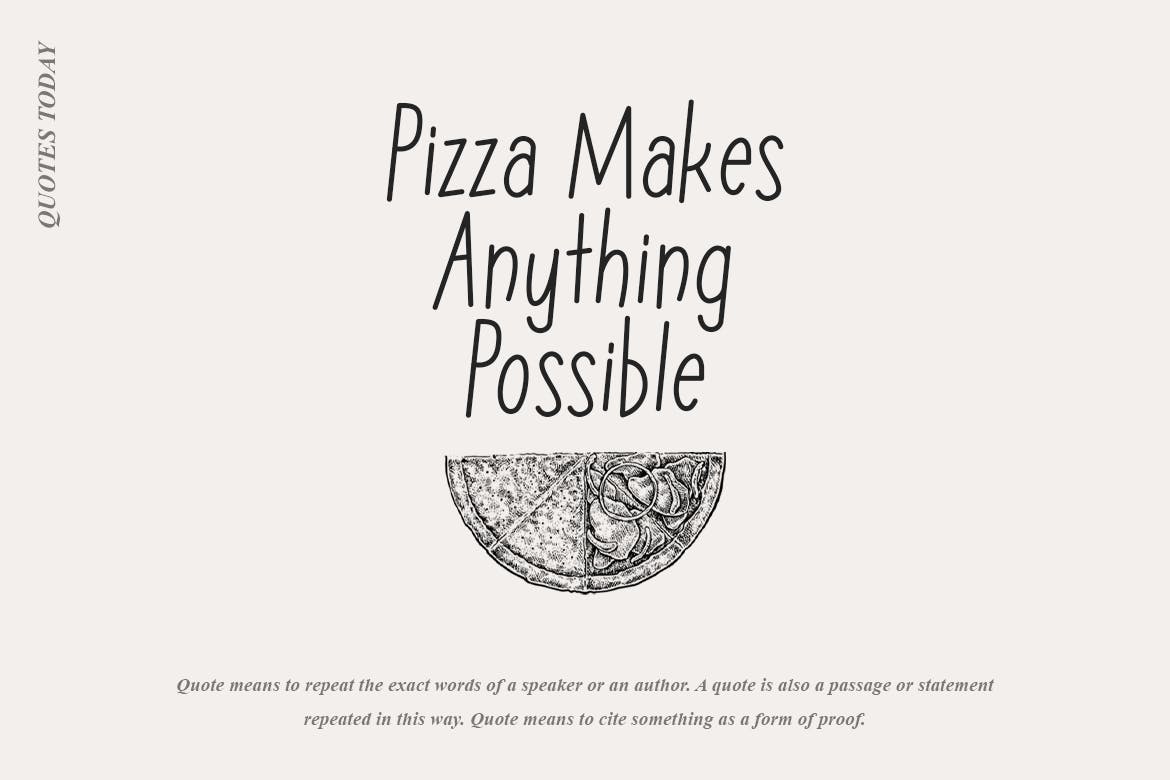 QUOTES TODAY
Pizza Makes
Anything
Possible
Quote means to repeat the exact words of a speaker or an author. A quote is also a passage or statement
repeated in this way. Quote means to cite something as a form of proof.